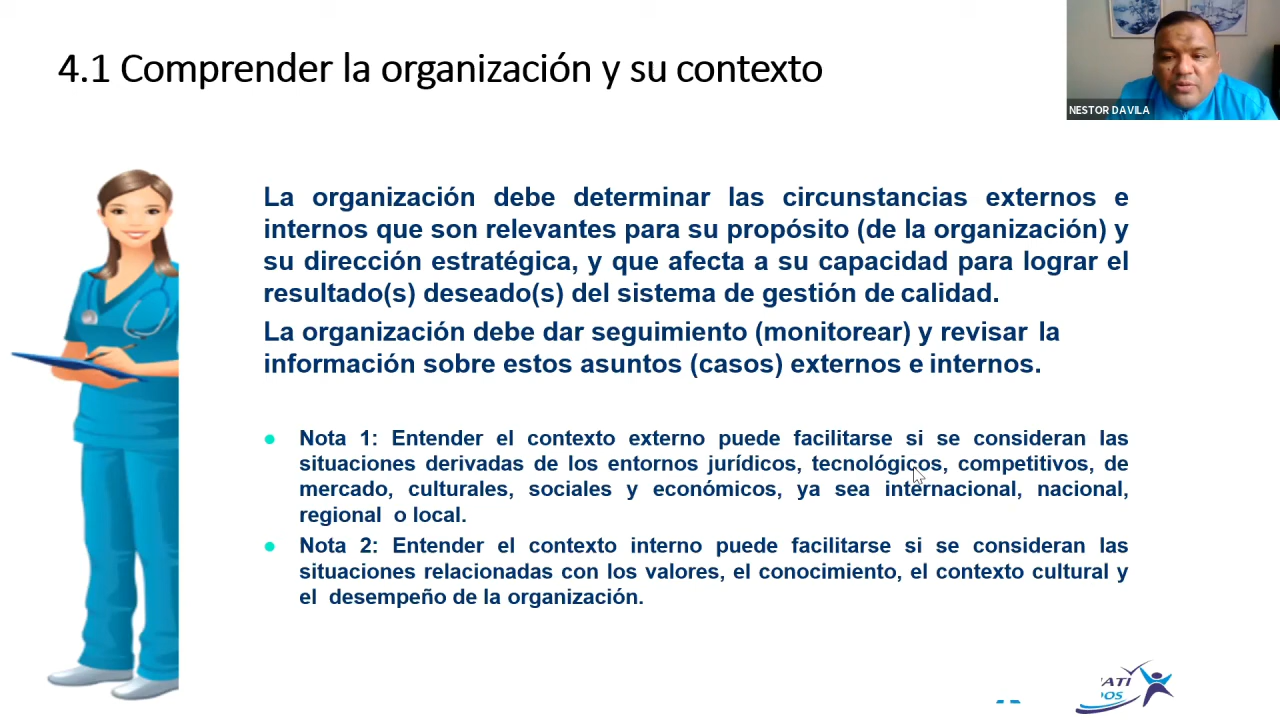 4.1 Comprender la organización y su contexto
NESTOR DAVILA
La organización debe determinar las circunstancias externos e
internos que son relevantes para su propósito (de la organización) y
su dirección estratégica, y que afecta a su capacidad para lograr el
resultado(s) deseado(s) del sistema de gestión de calidad.
La organización debe dar seguimiento (monitorear) y revisar la
información sobre estos asuntos (casos) externos e internos.
Nota 1: Entender el contexto externo puede facilitarse si se consideran las
situaciones derivadas de los entornos jurídicos, tecnológicos, competitivos, de
mercado, culturales, sociales y económicos, ya sea internacional, nacional,
regional o local.
Nota 2: Entender el contexto interno puede facilitarse si se consideran las
situaciones relacionadas con los valores, el conocimiento, el contexto cultural y
el desempeño de la organización.